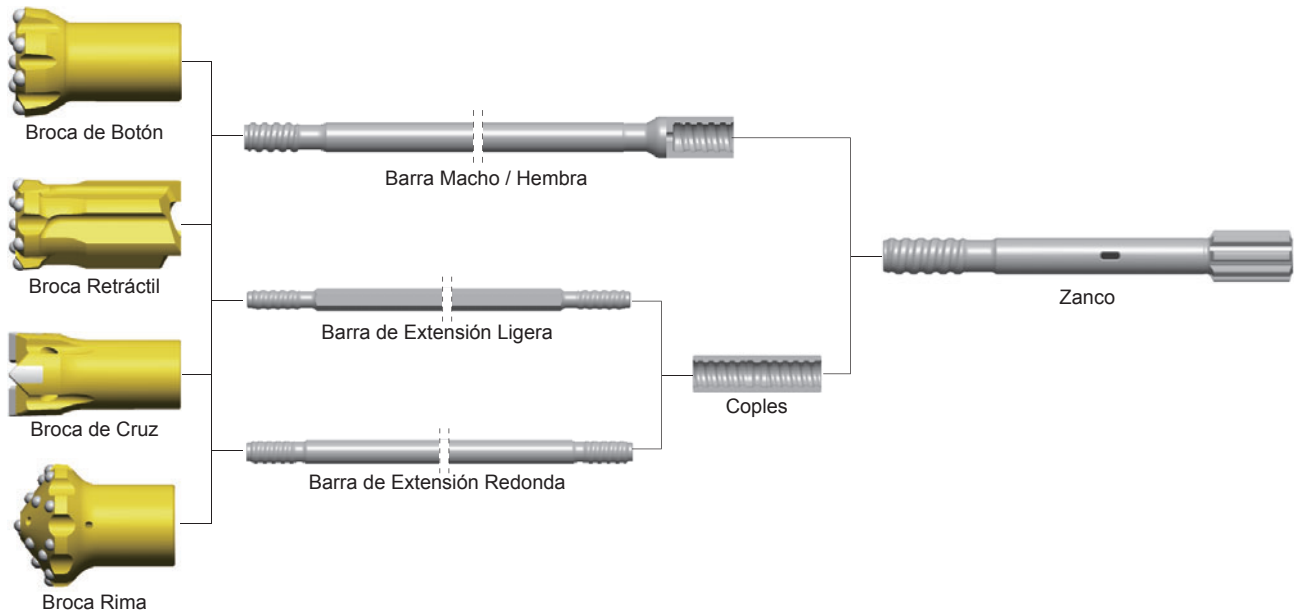 Broca de Botón
Barra Macho / Hembra
Broca Retráctil
Zanco
Barra de Extensión Ligera
Coples
Broca de Cruz
Barra de Extensión Redonda
Broca Rima